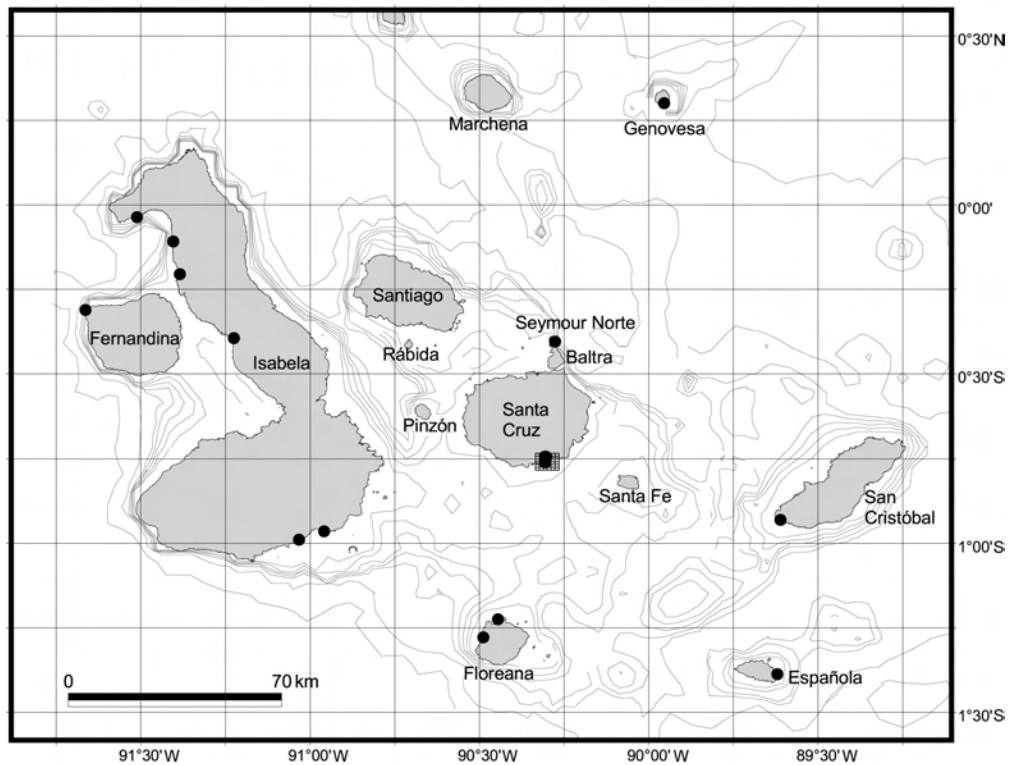 0°30'N
Marchena
Genovesa
0°00'
Santiago
Seymour Norte
Fernandina
Rábida
Baltra
Isabela
0°30'S
Santa
Cruz
Pinzón
Santa Fe
San
Cristóbal
1°00'S
Floreana
Española
0 70 km
1°30'S
91°30'W 91°00'W 90°30'W 90°00'W 89°30'W